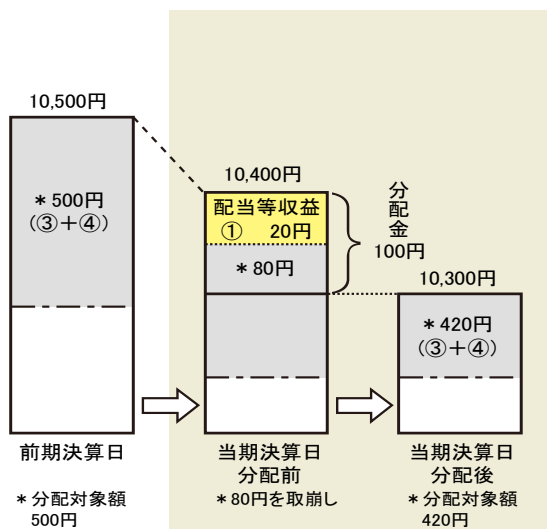 10,500円
*500円
(③+④)
前期決算日
*分配対象額
500円
10,400円
配当等収益
① 20円
*80円
分配金
100円
当期決算日
分配前
*80円を取崩し
10,300円
*420円
(③+④)
当期決算日
分配後
*分配対象額
420円